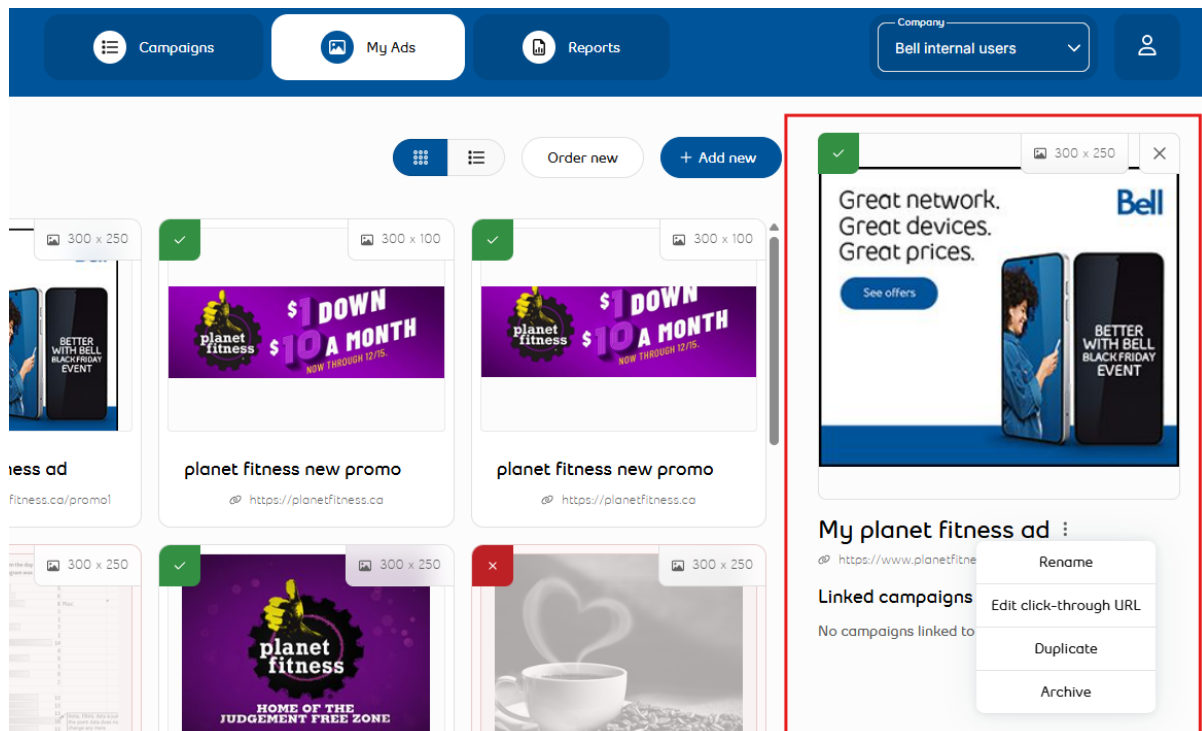 Campaigns
My Ads
Reports
Company
Bell internal users
Order new
+ Add new
300 x 250
BETTER
WITH BELL
BLACK FRIDAY
EVENT
ness ad
fitness.ca/promo1
300 x 100
planet
fitness
$1 DOWN
$10 A MONTH
NOW THROUGH 12/15.
planet fitness new promo
https://planetfitness.ca
300 x 100
planet
fitness
$1 DOWN
$10 A MONTH
NOW THROUGH 12/15.
planet fitness new promo
https://planetfitness.ca
300 x 250
300 x 250
planet
fitness
HOME OF THE
JUDGEMENT FREE ZONE
300 x 250
300 x 250
Great network.
Great devices.
Great prices.
Bell
See offers
BETTER
WITH BELL
BLACK FRIDAY
EVENT
My planet fitness ad
https://www.planetfitne
Linked campaigns
No campaigns linked to
Rename
Edit click-through URL
Duplicate
Archive